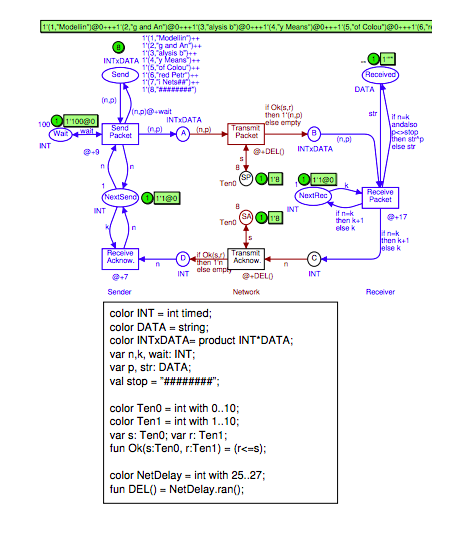 1'(1,"Modellin")@0+++1'(2,"g and An")@0+++1'(3,"alysis b")@0+++1'(4,"y Means")@0+++1'(5,"of Colou")@0+++1'(6,"re
8
1'(1,"Modellin")++
1'(2,"g and An")++
1'(3,"alysis b")++
1'(4,"y Means")++
1'(5,"of Colou")++
1'(6,"red Petr")++
1'(7,"i Nets##")++
1'(8,"########")
INTxDATA
Send
1
1'""
Received
DATA
(n,p)@+wait
(n,p)
100
1
1'100@0
Wait
INT
wait
Send
Packet
@+9
(n,p)
INTxDATA
A
(n,p)
if Ok(s,r)
then 1'(n,p)
else empty
Transmit
Packet
@+DEL()
B
INTxDATA
(n,p)
str
if n=k
andalso
p<>stop
then str^p
else str
s
8
SP
1
1'8
Ten0
n
n
1
NextSend
1
1'1@0
INT
1
1'1@0
1
NextRec
INT
k
if n=k
then k+1
else k
Receive
Packet
@+17
8
SA
1
1'8
Ten0
s
k
n
if n=k
then k+1
else k
Receive
Acknow.
@+7
n
D
INT
if Ok(s,r)
then 1'n
else empty
Transmit
Acknow.
@+DEL()
n
C
INT
n
Sender
Network
Receiver
color INT = int timed;
color DATA = string;
color INTxDATA= product INT*DATA;
var n,k, wait: INT;
var p, str: DATA;
val stop = "########";
color Ten0 = int with 0..10;
color Ten1 = int with 1..10;
var s: Ten0; var r: Ten1;
fun Ok(s:Ten0, r:Ten1) = (r<=s);
color NetDelay = int with 25..27;
fun DEL() = NetDelay.ran();